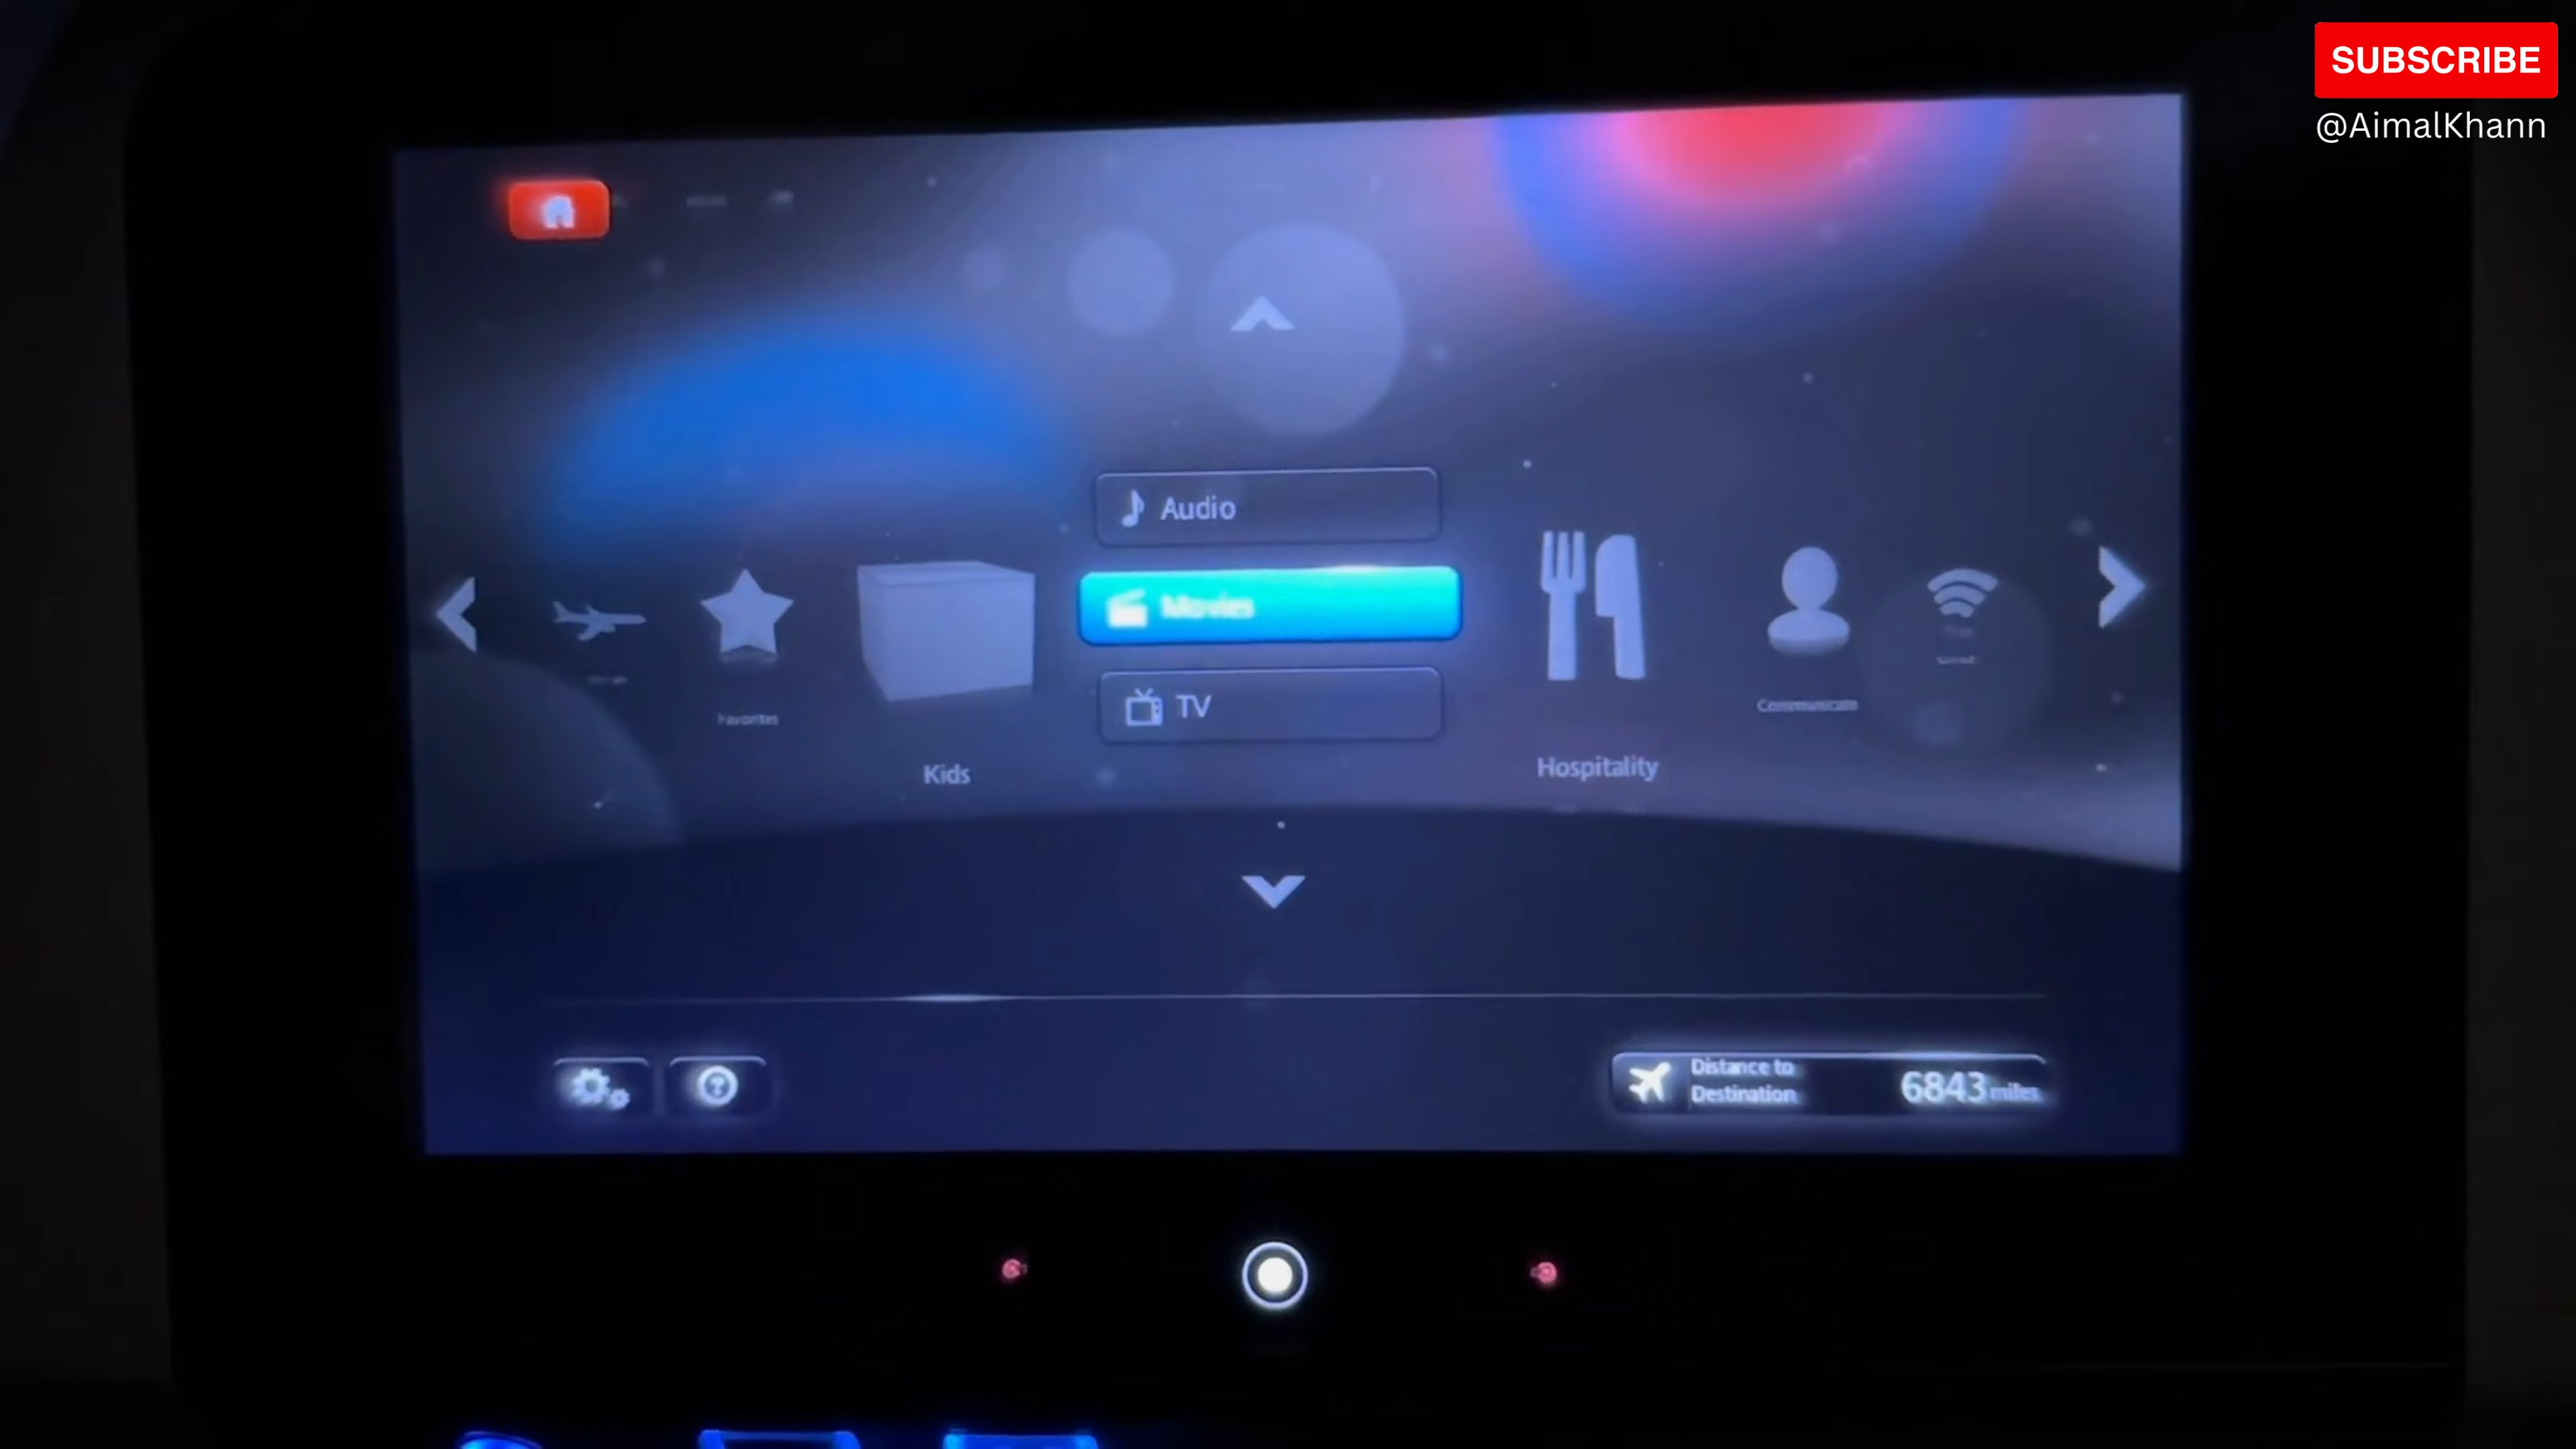 SUBSCRIBE
@AimalKhann
Audio
Movies
TV
Favorites
Kids
Hospitality
Communicate
Distance to
Destination
6843 miles